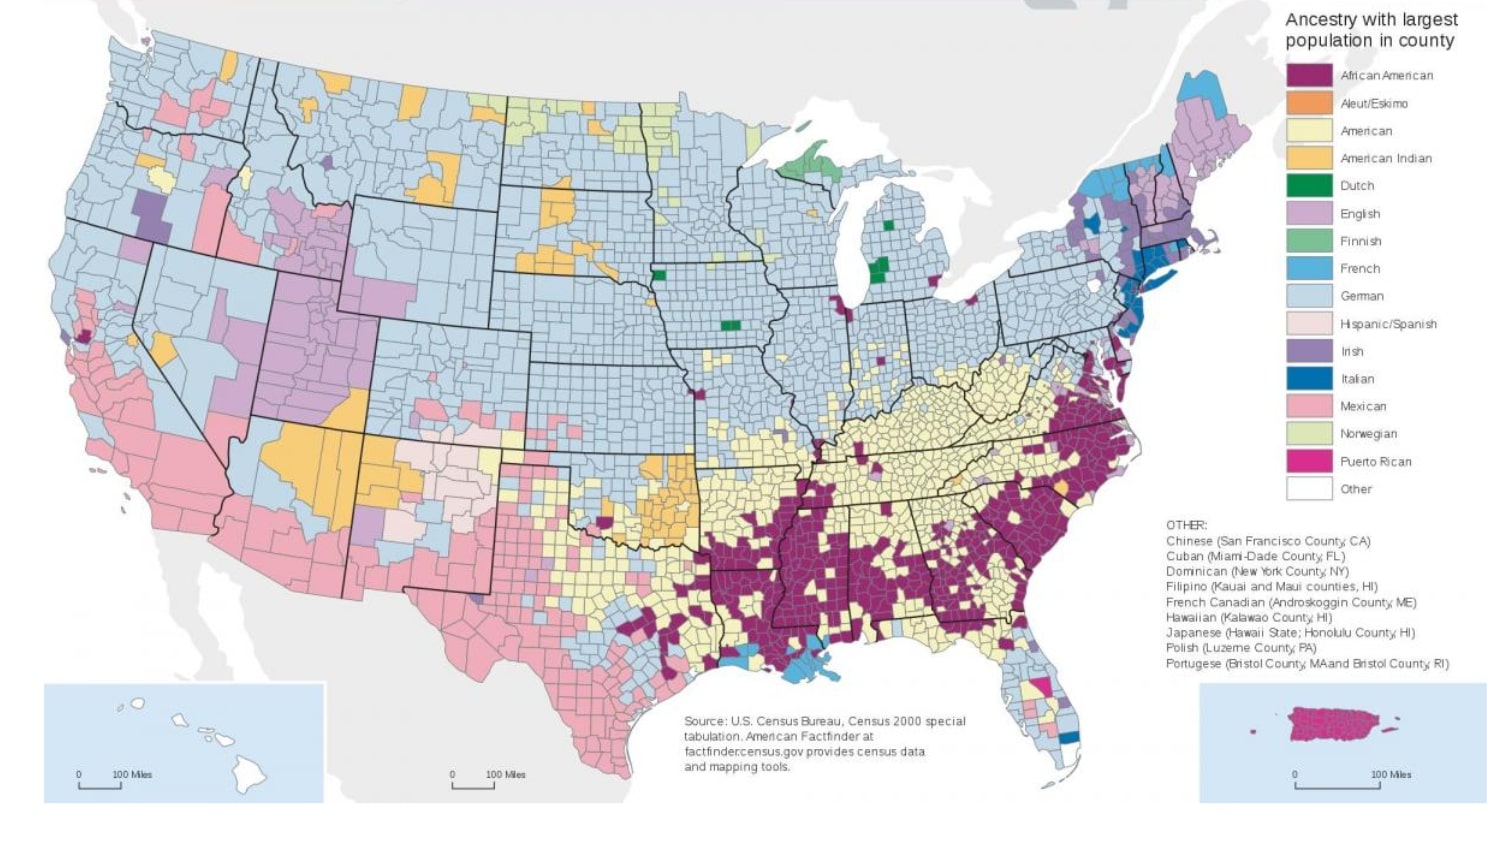 Ancestry with largest
population in county
African American
Aleut/Eskimo
American
American Indian
Dutch
English
Finnish
French
German
Hispanic/Spanish
Irish
Italian
Mexican
Norwegian
Puerto Rican
Other
OTHER:
Chinese (San Francisco County, CA)
Cuban (Miami-Dade County, FL)
Dominican (New York County, NY)
Filipino (Kauai and Maui counties, HI)
French Canadian (Androskoggin County, ME)
Hawaiian (Kalawao County, HI)
Japanese (Hawaii State; Honolulu County, HI)
Polish (Luzerne County, PA)
Portugese (Bristol County, MAand Bristol County, RI)
Source: U.S. Census Bureau, Census 2000 special
tabulation. American Factfinder at
factfinder.census.gov provides census data
and mapping tools.
0 100 Miles
0 100 Miles
0 100 Miles